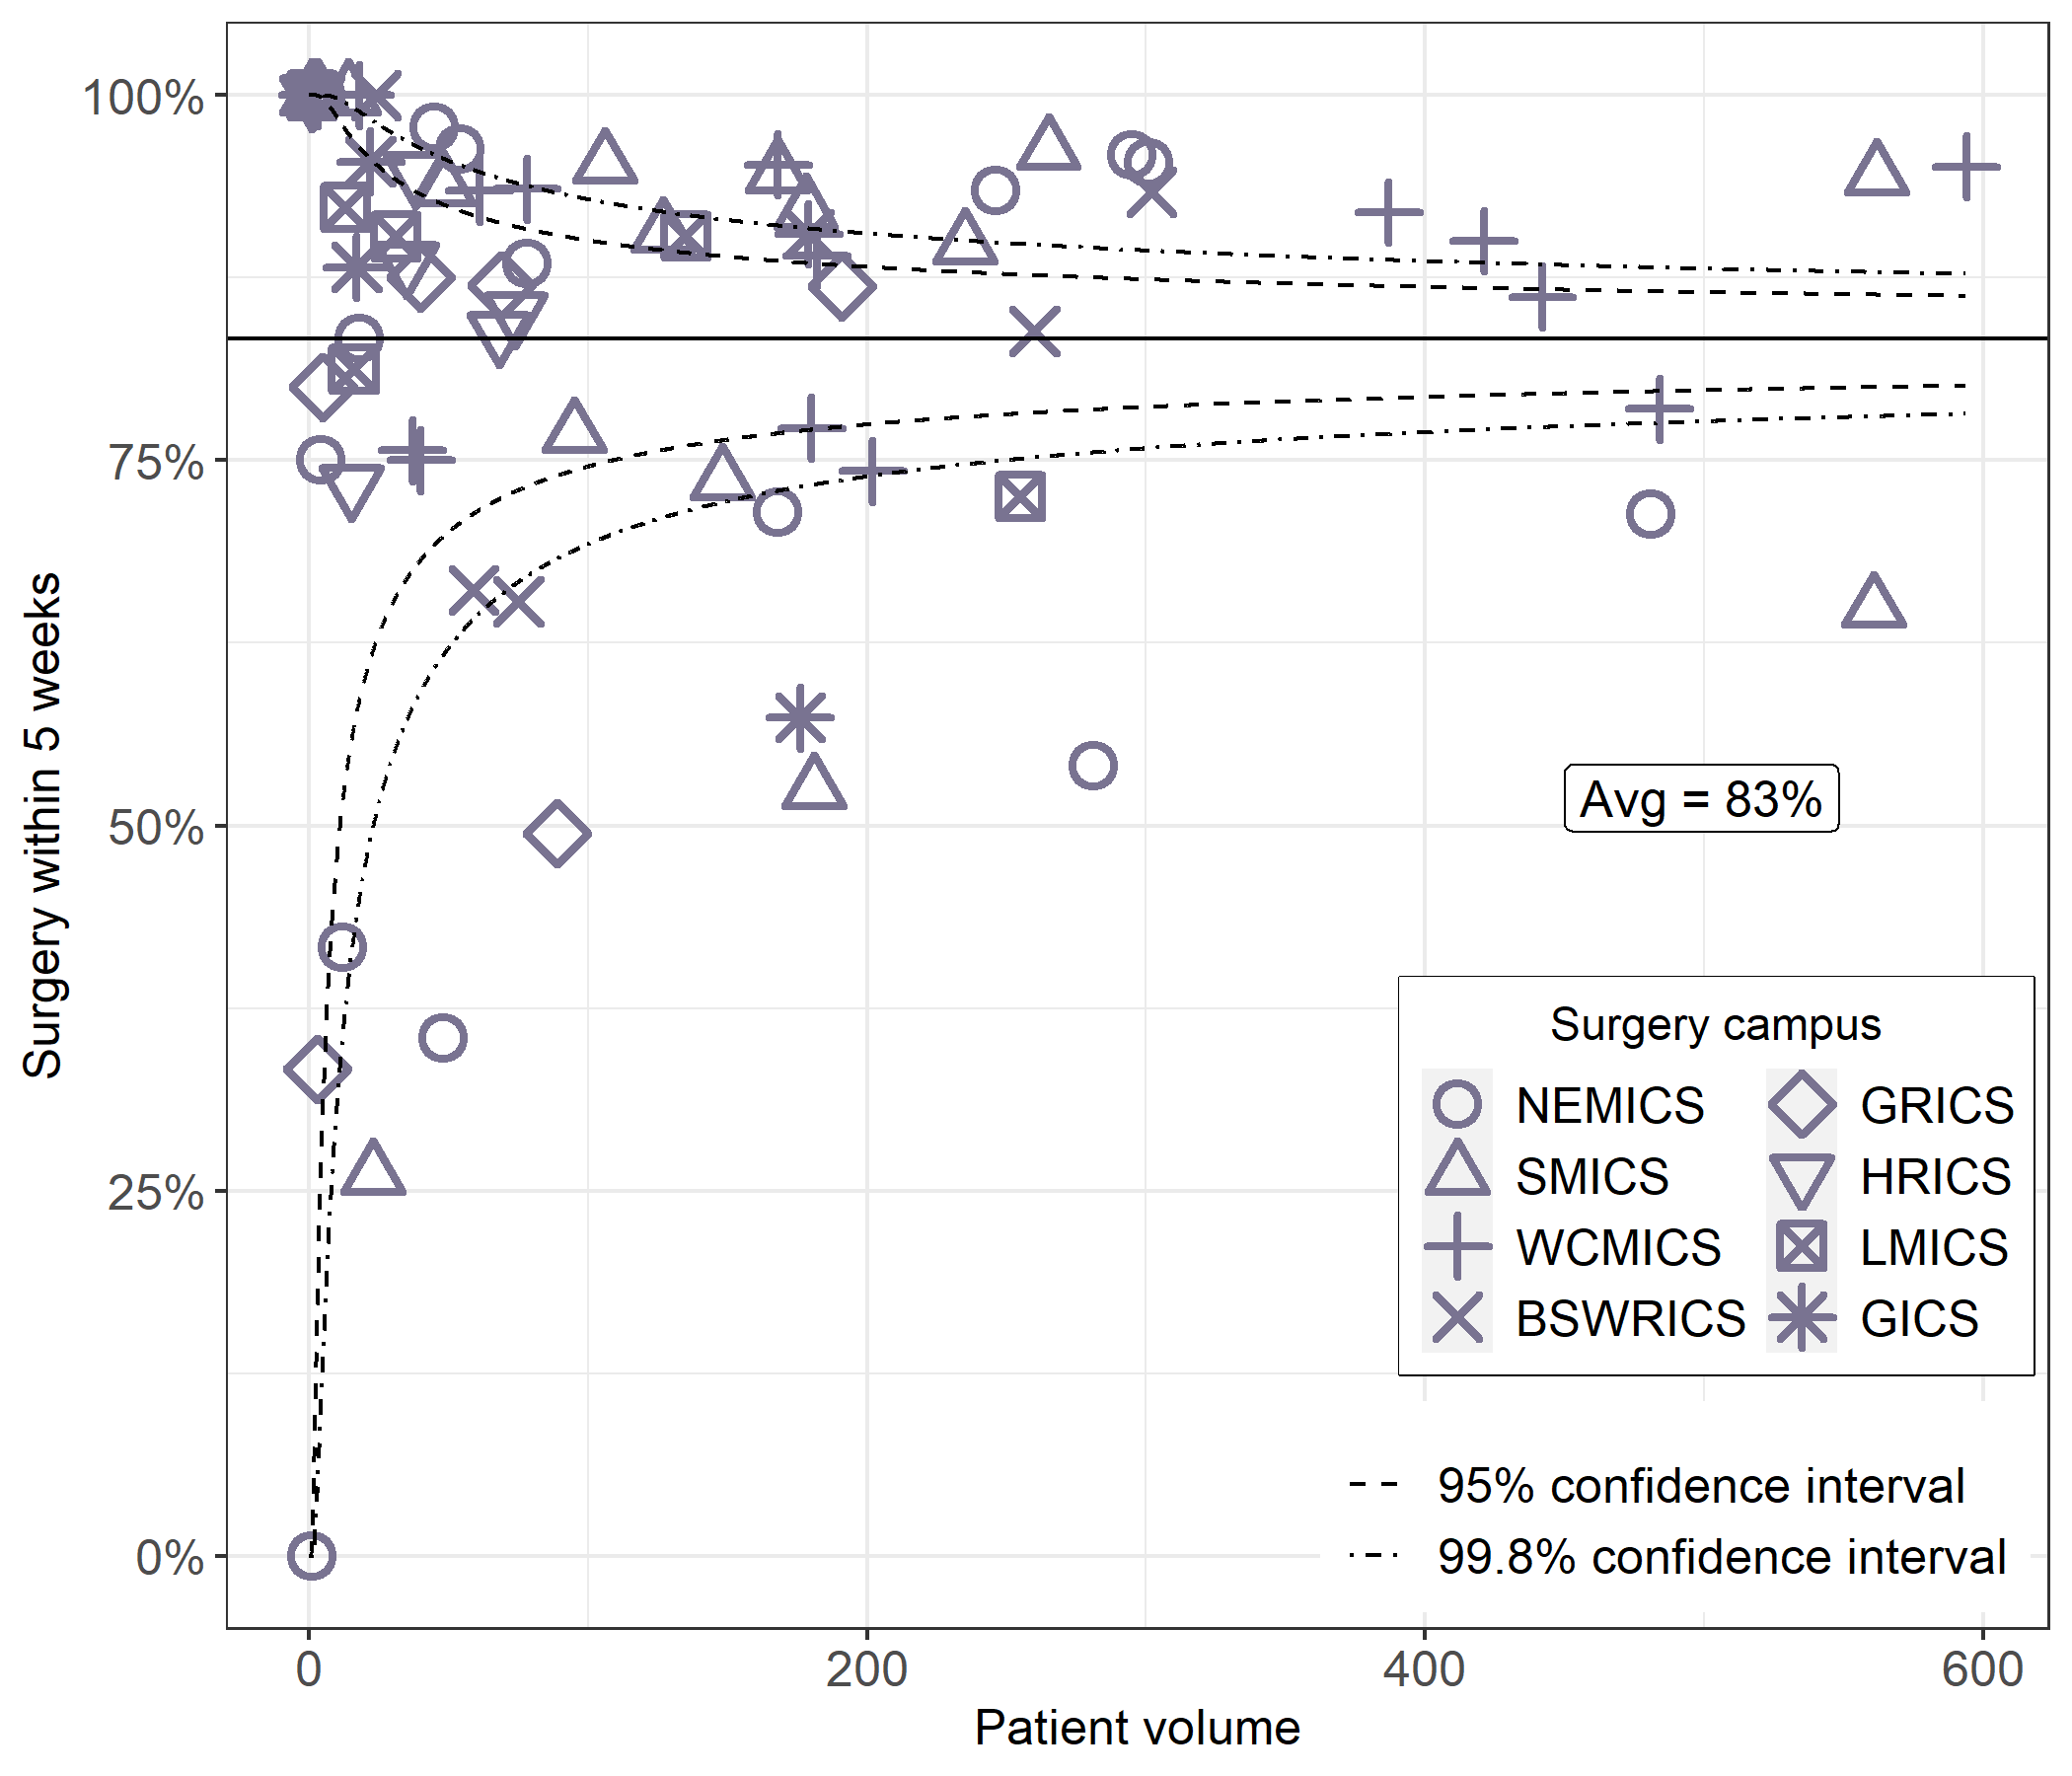 Surgery within 5 weeks
100%
75%
50%
25%
0%
Avg = 83%
Surgery campus
NEMICS
SMICS
WCMICS
BSWRICS
GRICS
HRICS
LMICS
GICS
95% confidence interval
99.8% confidence interval
0
200
400
600
Patient volume